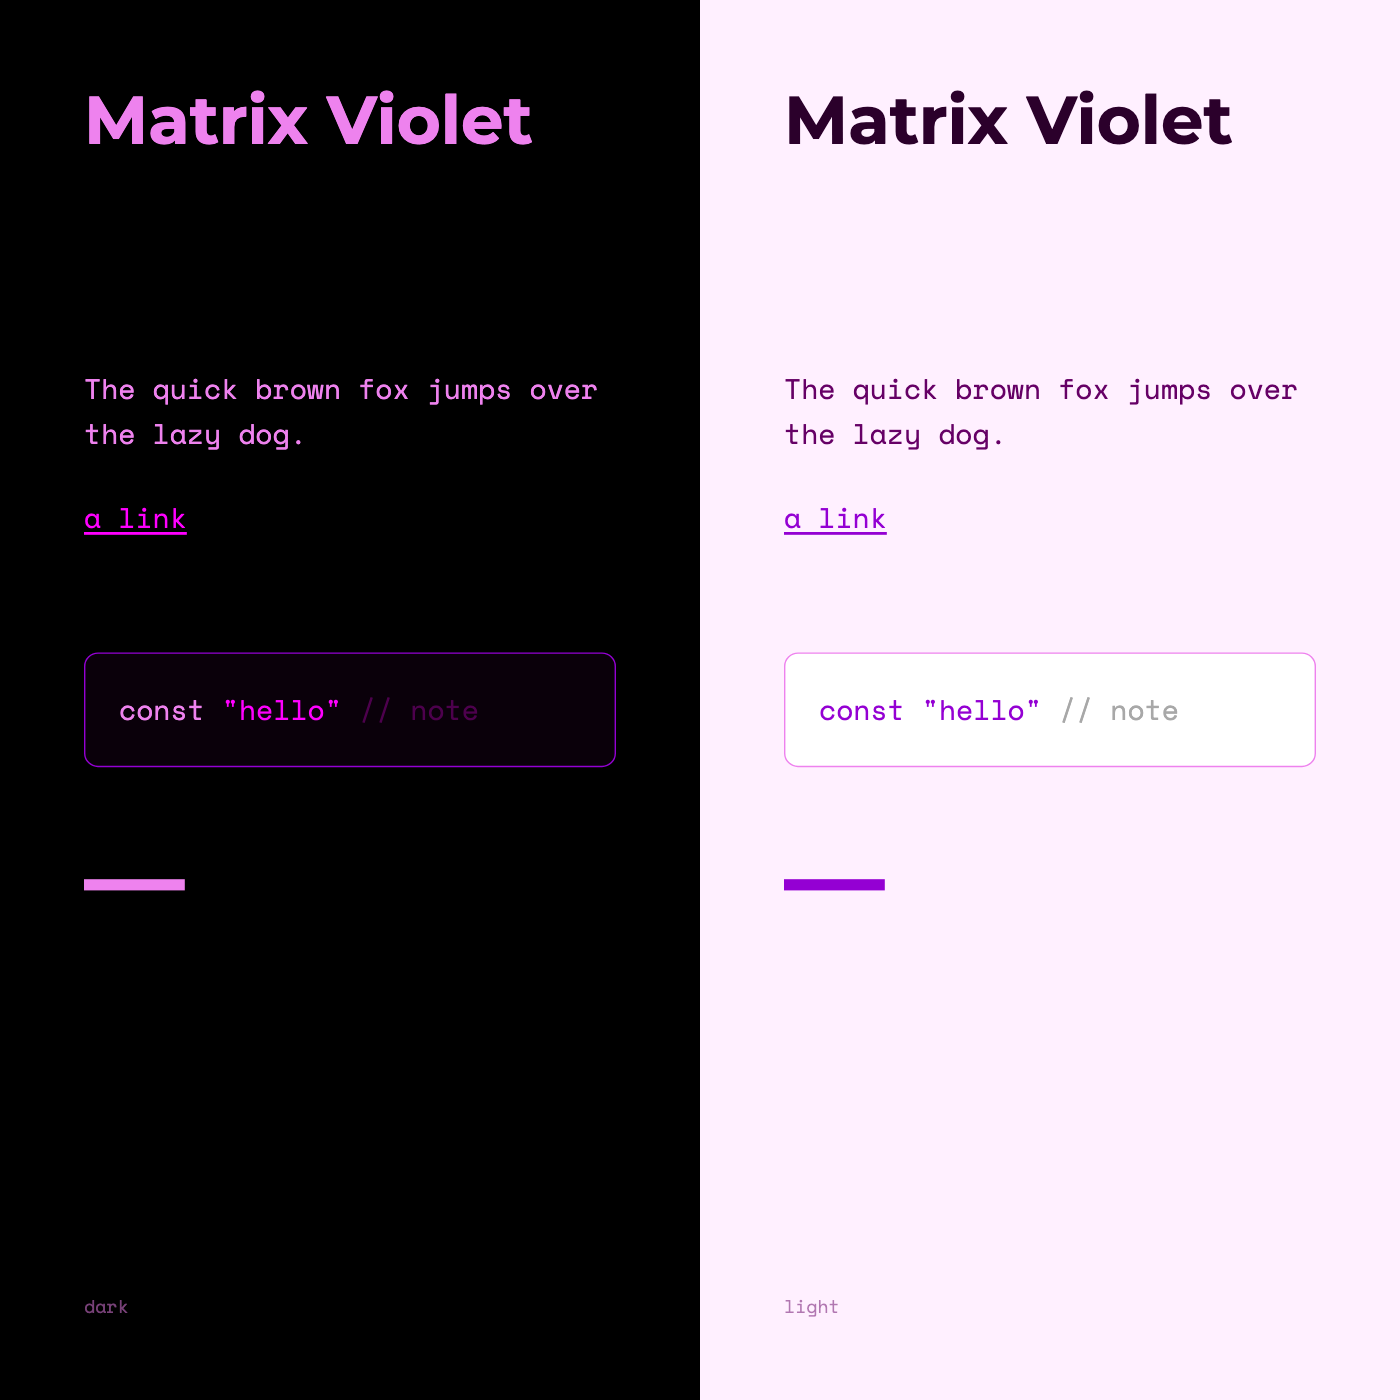 Matrix Violet
The quick brown fox jumps over
the lazy dog.
a link
const "hello" // note
dark
Matrix Violet
The quick brown fox jumps over
the lazy dog.
a link
const "hello" // note
light